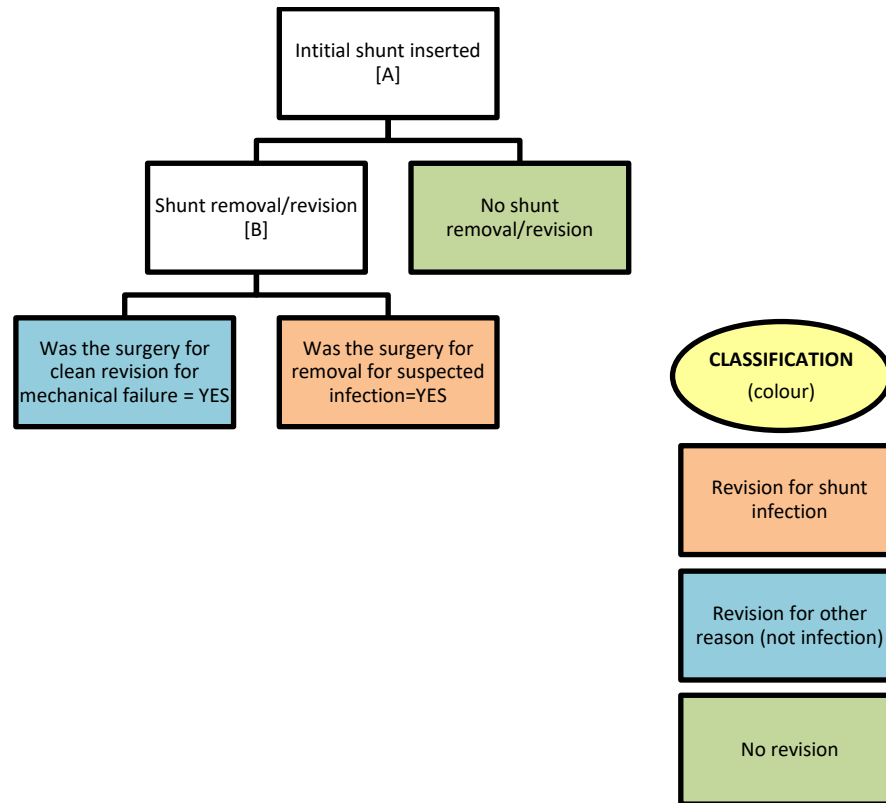 Intitial shunt inserted
[A]
Shunt removal/revision
[B]
No shunt
removal/revision
Was the surgery for
clean revision for
mechanical failure = YES
Was the surgery for
removal for suspected
infection=YES
CLASSIFICATION
(colour)
Revision for shunt
infection
Revision for other
reason (not infection)
No revision